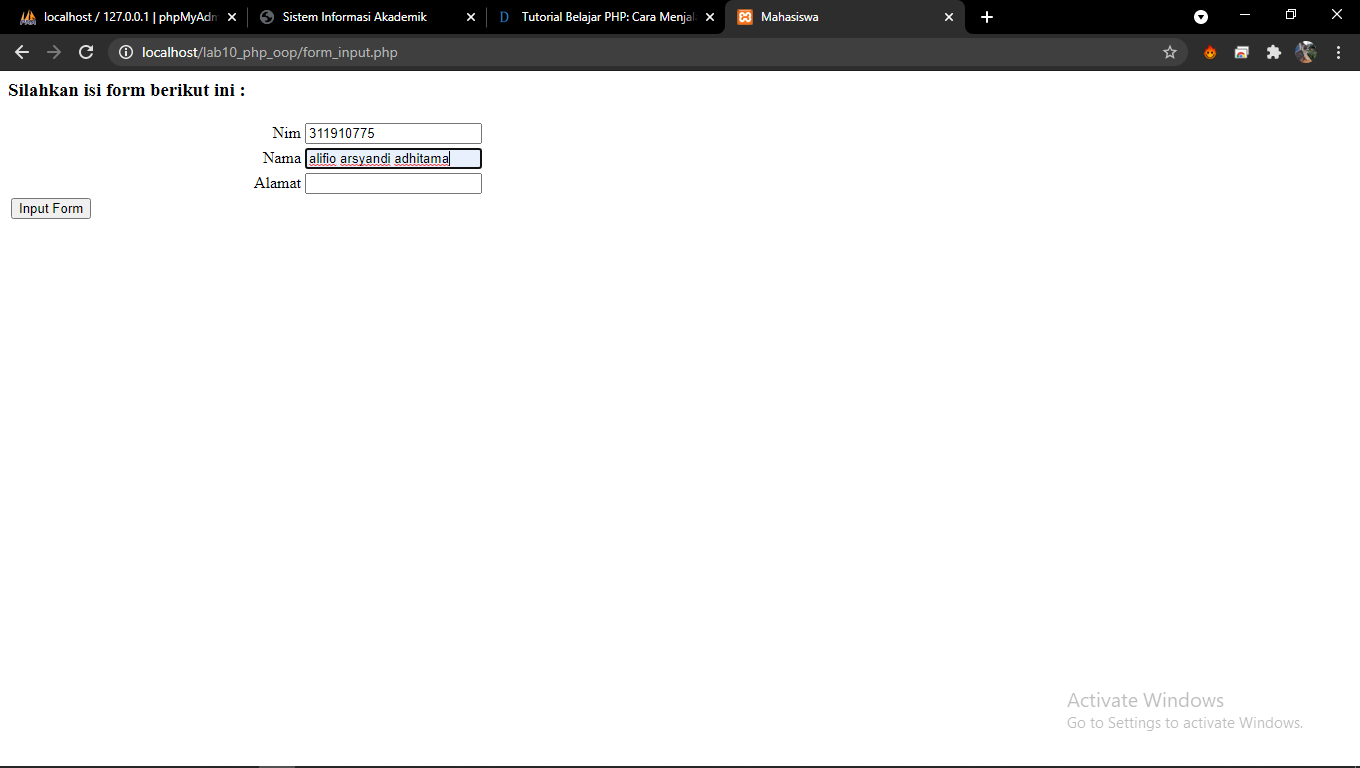 localhost / 127.0.0.1 | phpMyAdm
Sistem Informasi Akademik
Tutorial Belajar PHP: Cara Menjal
Mahasiswa
localhost/lab10_php_oop/form_input.php
Silahkan isi form berikut ini :
Nim 311910775
Nama alifio arsyandi adhitama
Alamat
Input Form
Activate Windows
Go to Settings to activate Windows.